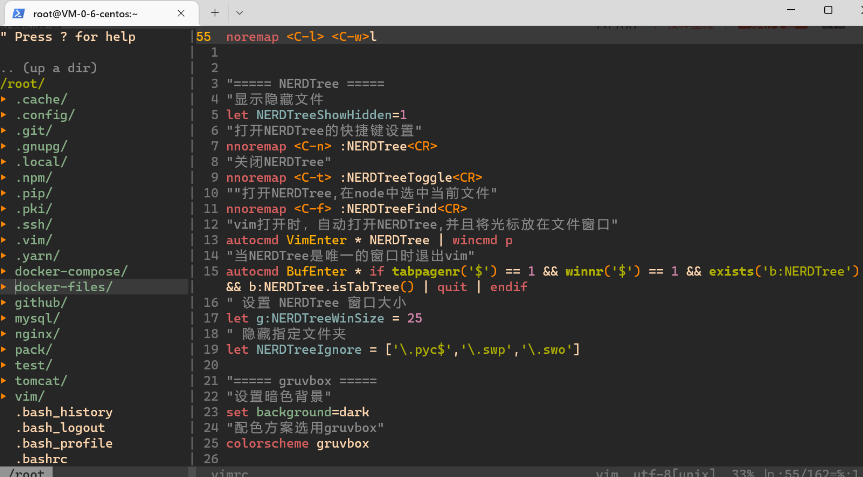 root@VM-0-6-centos:~
" Press ? for help
.. (up a dir)
/root/
▸ .cache/
▸ .config/
▸ .git/
▸ .gnupg/
▸ .local/
▸ .npm/
▸ .pip/
▸ .pki/
▸ .ssh/
▸ .vim/
▸ .yarn/
▸ docker-compose/
▸ docker-files/
▸ github/
▸ mysql/
▸ nginx/
▸ pack/
▸ test/
▸ tomcat/
▸ vim/
.bash_history
.bash_logout
.bash_profile
.bashrc
/root
55 noremap <C-l> <C-w>l
1
2
3 "===== NERDTree =====
4 "显示隐藏文件
5 let NERDTreeShowHidden=1
6 "打开NERDTree的快捷键设置"
7 nnoremap <C-n> :NERDTree<CR>
8 "关闭NERDTree"
9 nnoremap <C-t> :NERDTreeToggle<CR>
10 ""打开NERDTree,在node中选中当前文件"
11 nnoremap <C-f> :NERDTreeFind<CR>
12 "vim打开时，自动打开NERDTree,并且将光标放在文件窗口"
13 autocmd VimEnter * NERDTree | wincmd p
14 "当NERDTree是唯一的窗口时退出vim"
15 autocmd BufEnter * if tabpagenr('$') == 1 && winnr('$') == 1 && exists('b:NERDTree')
&& b:NERDTree.isTabTree() | quit | endif
16 " 设置 NERDTree 窗口大小
17 let g:NERDTreeWinSize = 25
18 " 隐藏指定文件夹
19 let NERDTreeIgnore = ['\.pyc$','\.swp','\.swo']
20
21 "===== gruvbox =====
22 "设置暗色背景"
23 set background=dark
24 "配色方案选用gruvbox"
25 colorscheme gruvbox
26
vimrc
vim utf-8[unix] 33%